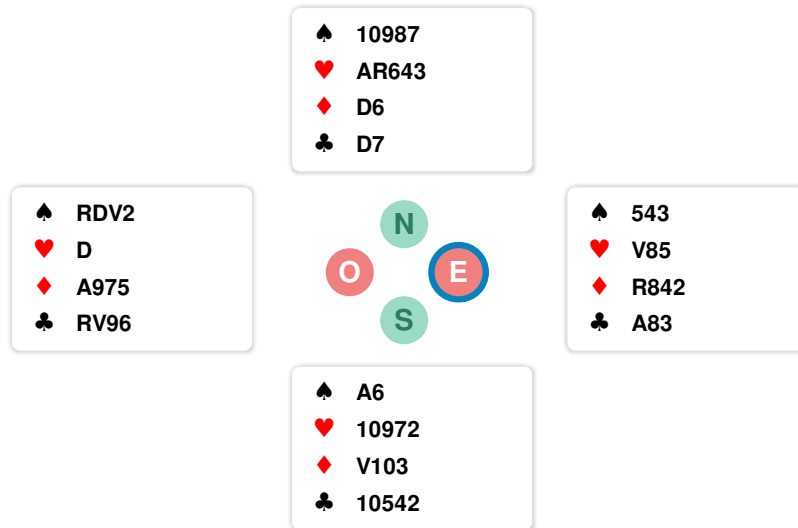 ♠ 10987
♥ AR643
♦ D6
♣ D7
♠ RDV2
♥ D
♦ A975
♣ RV96
N
O
E
S
♠ 543
♥ V85
♦ R842
♣ A83
♠ A6
♥ 10972
♦ V103
♣ 10542